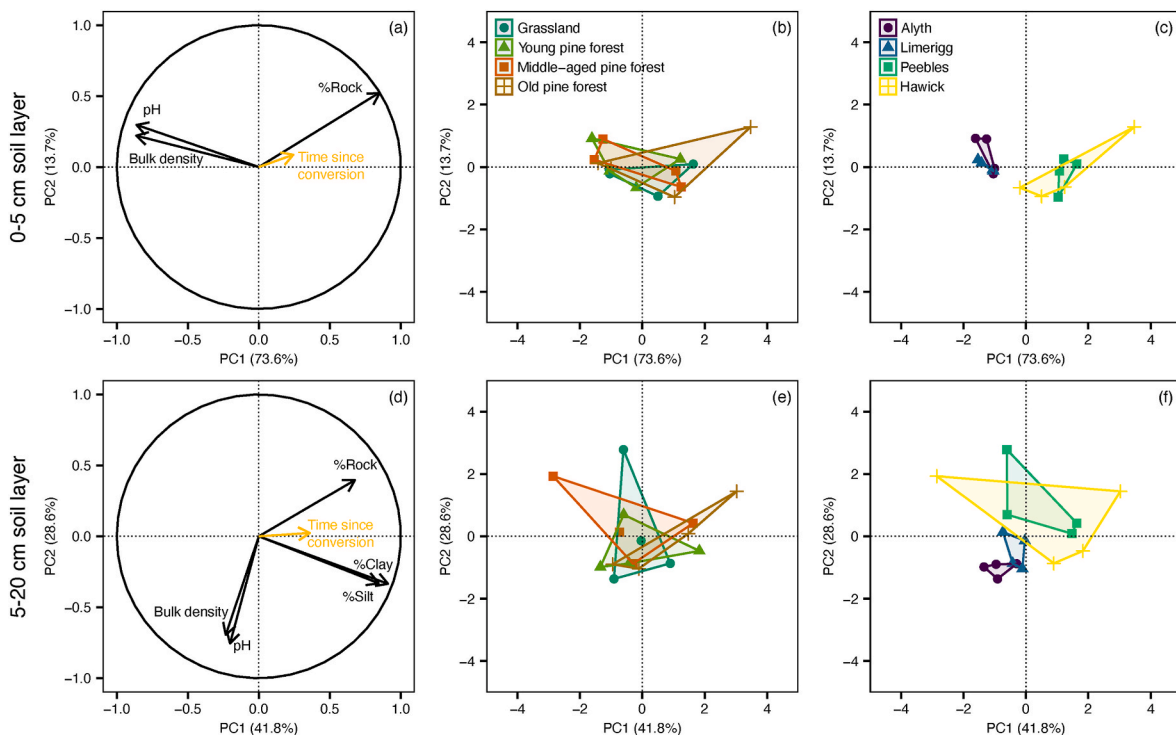 0-5 cm soil layer
(a)
PC2 (13.7%)
1.0
0.5
0.0
−0.5
−1.0
%Rock
pH
Bulk density
Time since
conversion
−1.0
−0.5
0.0
0.5
1.0
PC1 (73.6%)
(b)
Grassland
Young pine forest
Middle−aged pine forest
Old pine forest
PC2 (13.7%)
4
2
0
−2
−4
−4
−2
0
2
4
PC1 (73.6%)
(c)
Alyth
Limerigg
Peebles
Hawick
PC2 (13.7%)
4
2
0
−2
−4
−4
−2
0
2
4
PC1 (73.6%)
5-20 cm soil layer
(d)
PC2 (28.6%)
1.0
0.5
0.0
−0.5
−1.0
%Rock
Time since
conversion
%Clay
%Silt
Bulk density
pH
−1.0
−0.5
0.0
0.5
1.0
PC1 (41.8%)
(e)
PC2 (28.6%)
4
2
0
−2
−4
−4
−2
0
2
4
PC1 (41.8%)
(f)
PC2 (28.6%)
4
2
0
−2
−4
−4
−2
0
2
4
PC1 (41.8%)